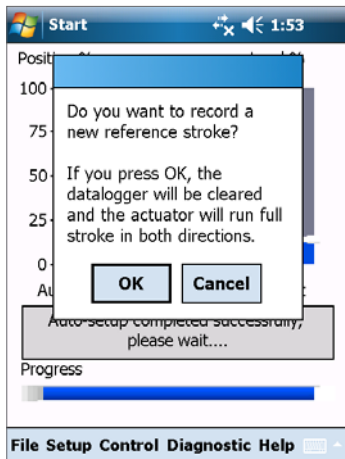 Start 1:53
Posit
100
Do you want to record a
new reference stroke?
75
If you press OK, the
50
datalogger will be cleared
and the actuator will run full
25
stroke in both directions.
0
OK Cancel
Auto-setup completed successfully,
please wait....
Progress
File Setup Control Diagnostic Help